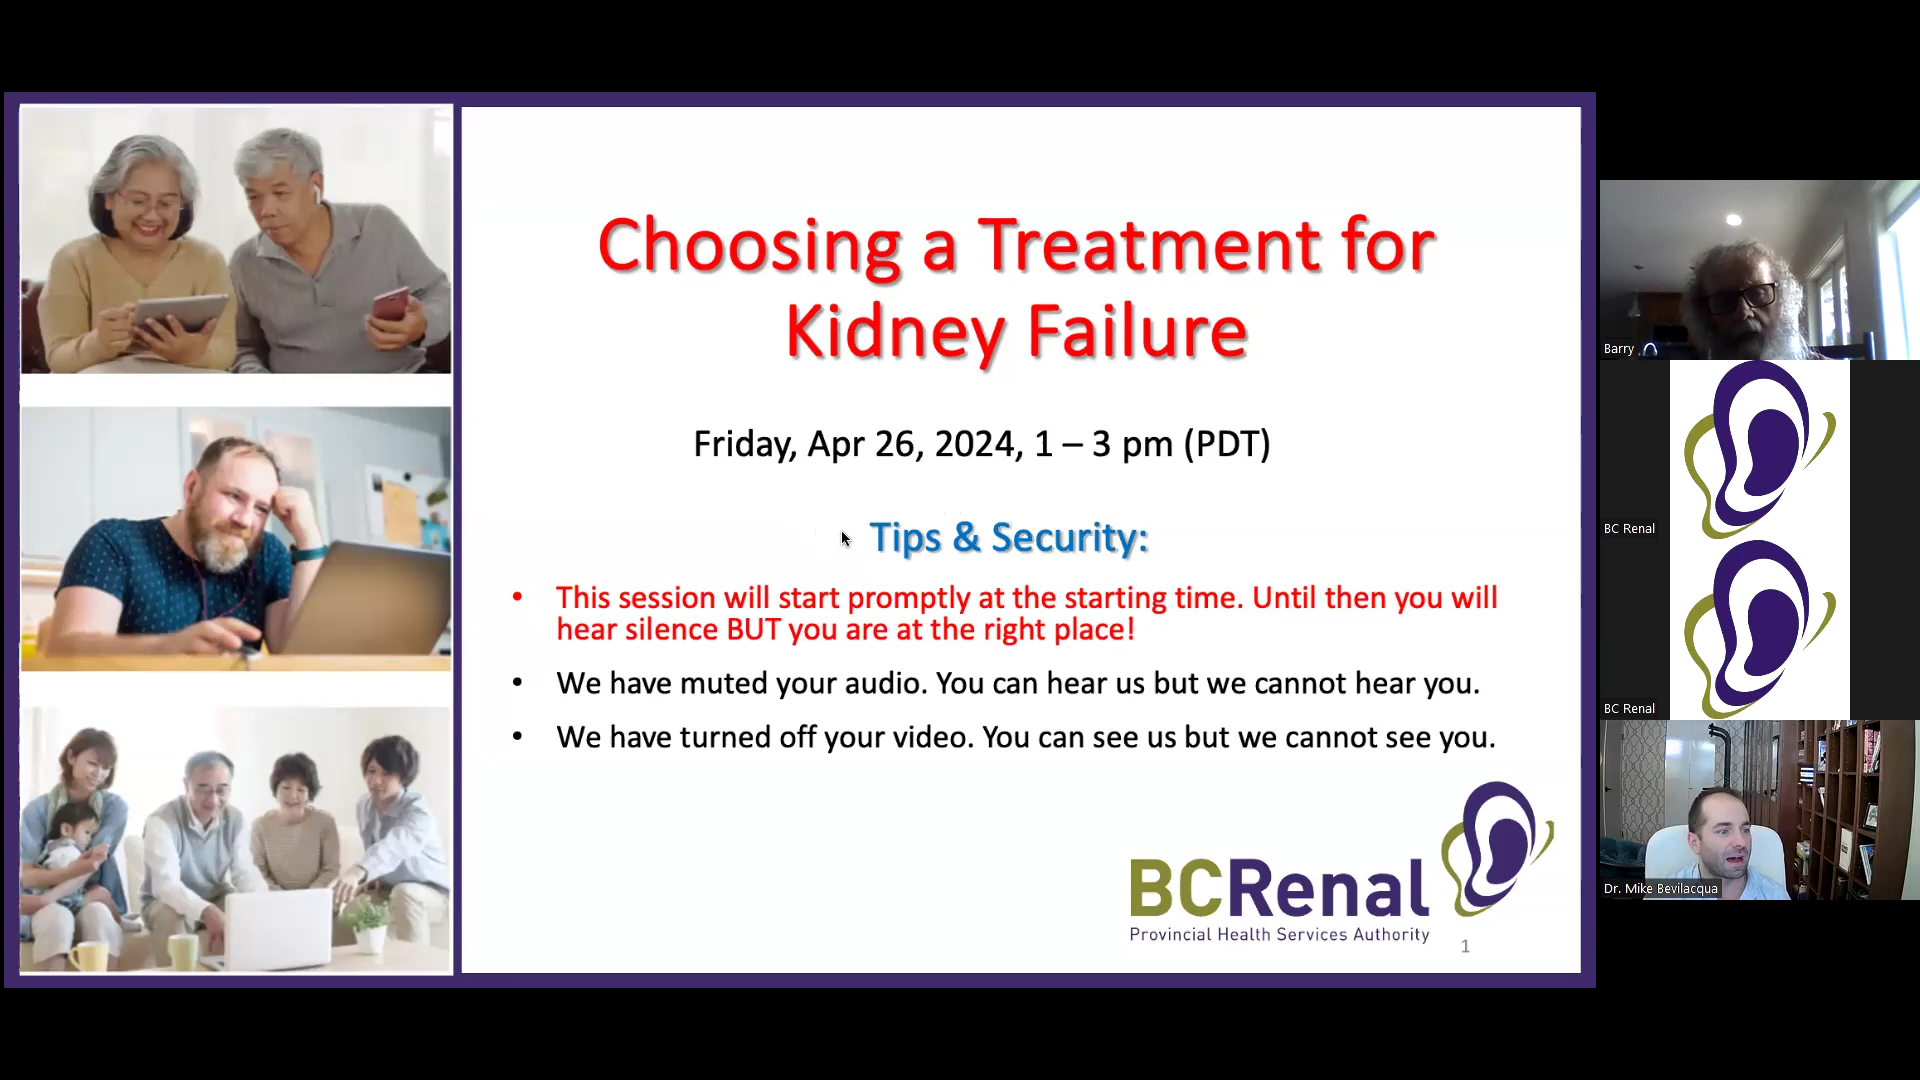 Choosing a Treatment for
Kidney Failure
Friday, Apr 26, 2024, 1 – 3 pm (PDT)
Tips & Security:
• This session will start promptly at the starting time. Until then you will
hear silence BUT you are at the right place!
• We have muted your audio. You can hear us but we cannot hear you.
• We have turned off your video. You can see us but we cannot see you.
BCRenal
Provincial Health Services Authority
1
Barry
BC Renal
BC Renal
Dr. Mike Bevilacqua